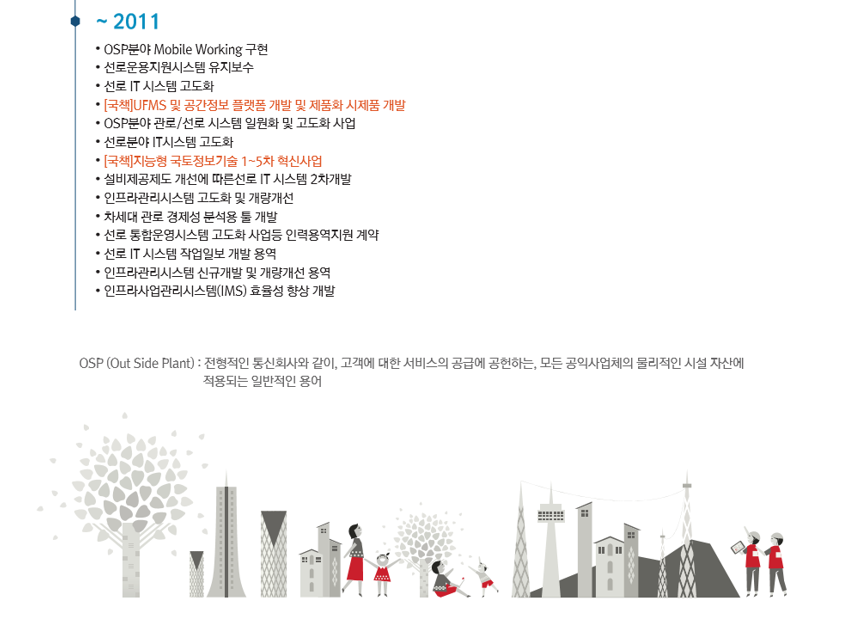 ~ 2011
• OSP분야 Mobile Working 구현
• 선로운용지원시스템 유지보수
• 선로 IT 시스템 고도화
• [국책]UFMS 및 공간정보 플랫폼 개발 및 제품화 시제품 개발
• OSP분야 관로/선로 시스템 일원화 및 고도화 사업
• 선로분야 IT시스템 고도화
• [국책]지능형 국토정보기술 1~5차 혁신사업
• 설비제공제도 개선에 따른선로 IT 시스템 2차개발
• 인프라관리시스템 고도화 및 개량개선
• 차세대 관로 경제성 분석용 툴 개발
• 선로 통합운영시스템 고도화 사업등 인력용역지원 계약
• 선로 IT 시스템 작업일보 개발 용역
• 인프라관리시스템 신규개발 및 개량개선 용역
• 인프라사업관리시스템(IMS) 효율성 향상 개발
OSP (Out Side Plant) : 전형적인 통신회사와 같이, 고객에 대한 서비스의 공급에 공헌하는, 모든 공익사업체의 물리적인 시설 자산에
적용되는 일반적인 용어